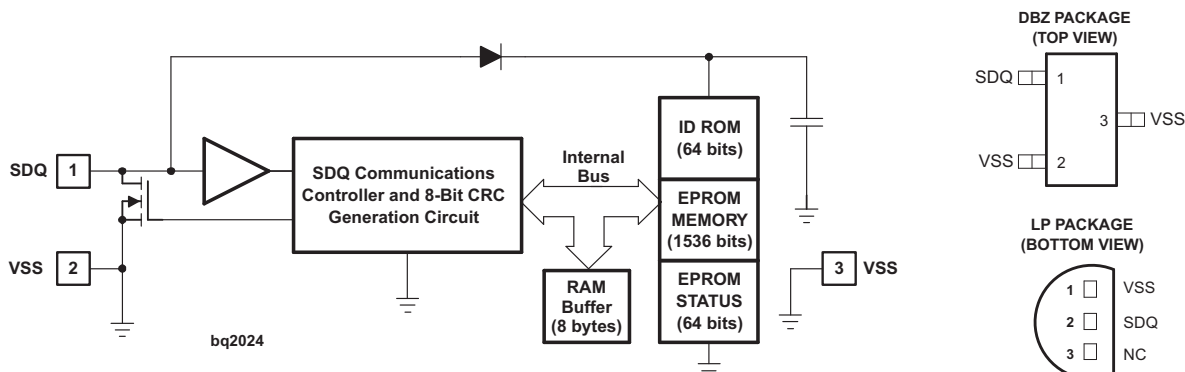 SDQ
1
VSS
2
SDQ Communications
Controller and 8-Bit CRC
Generation Circuit
Internal
Bus
RAM
Buffer
(8 bytes)
ID ROM
(64 bits)
EPROM
MEMORY
(1536 bits)
EPROM
STATUS
(64 bits)
3 VSS
bq2024
DBZ PACKAGE
(TOP VIEW)
SDQ 1
3 VSS
VSS 2
LP PACKAGE
(BOTTOM VIEW)
1 VSS
2 SDQ
3 NC